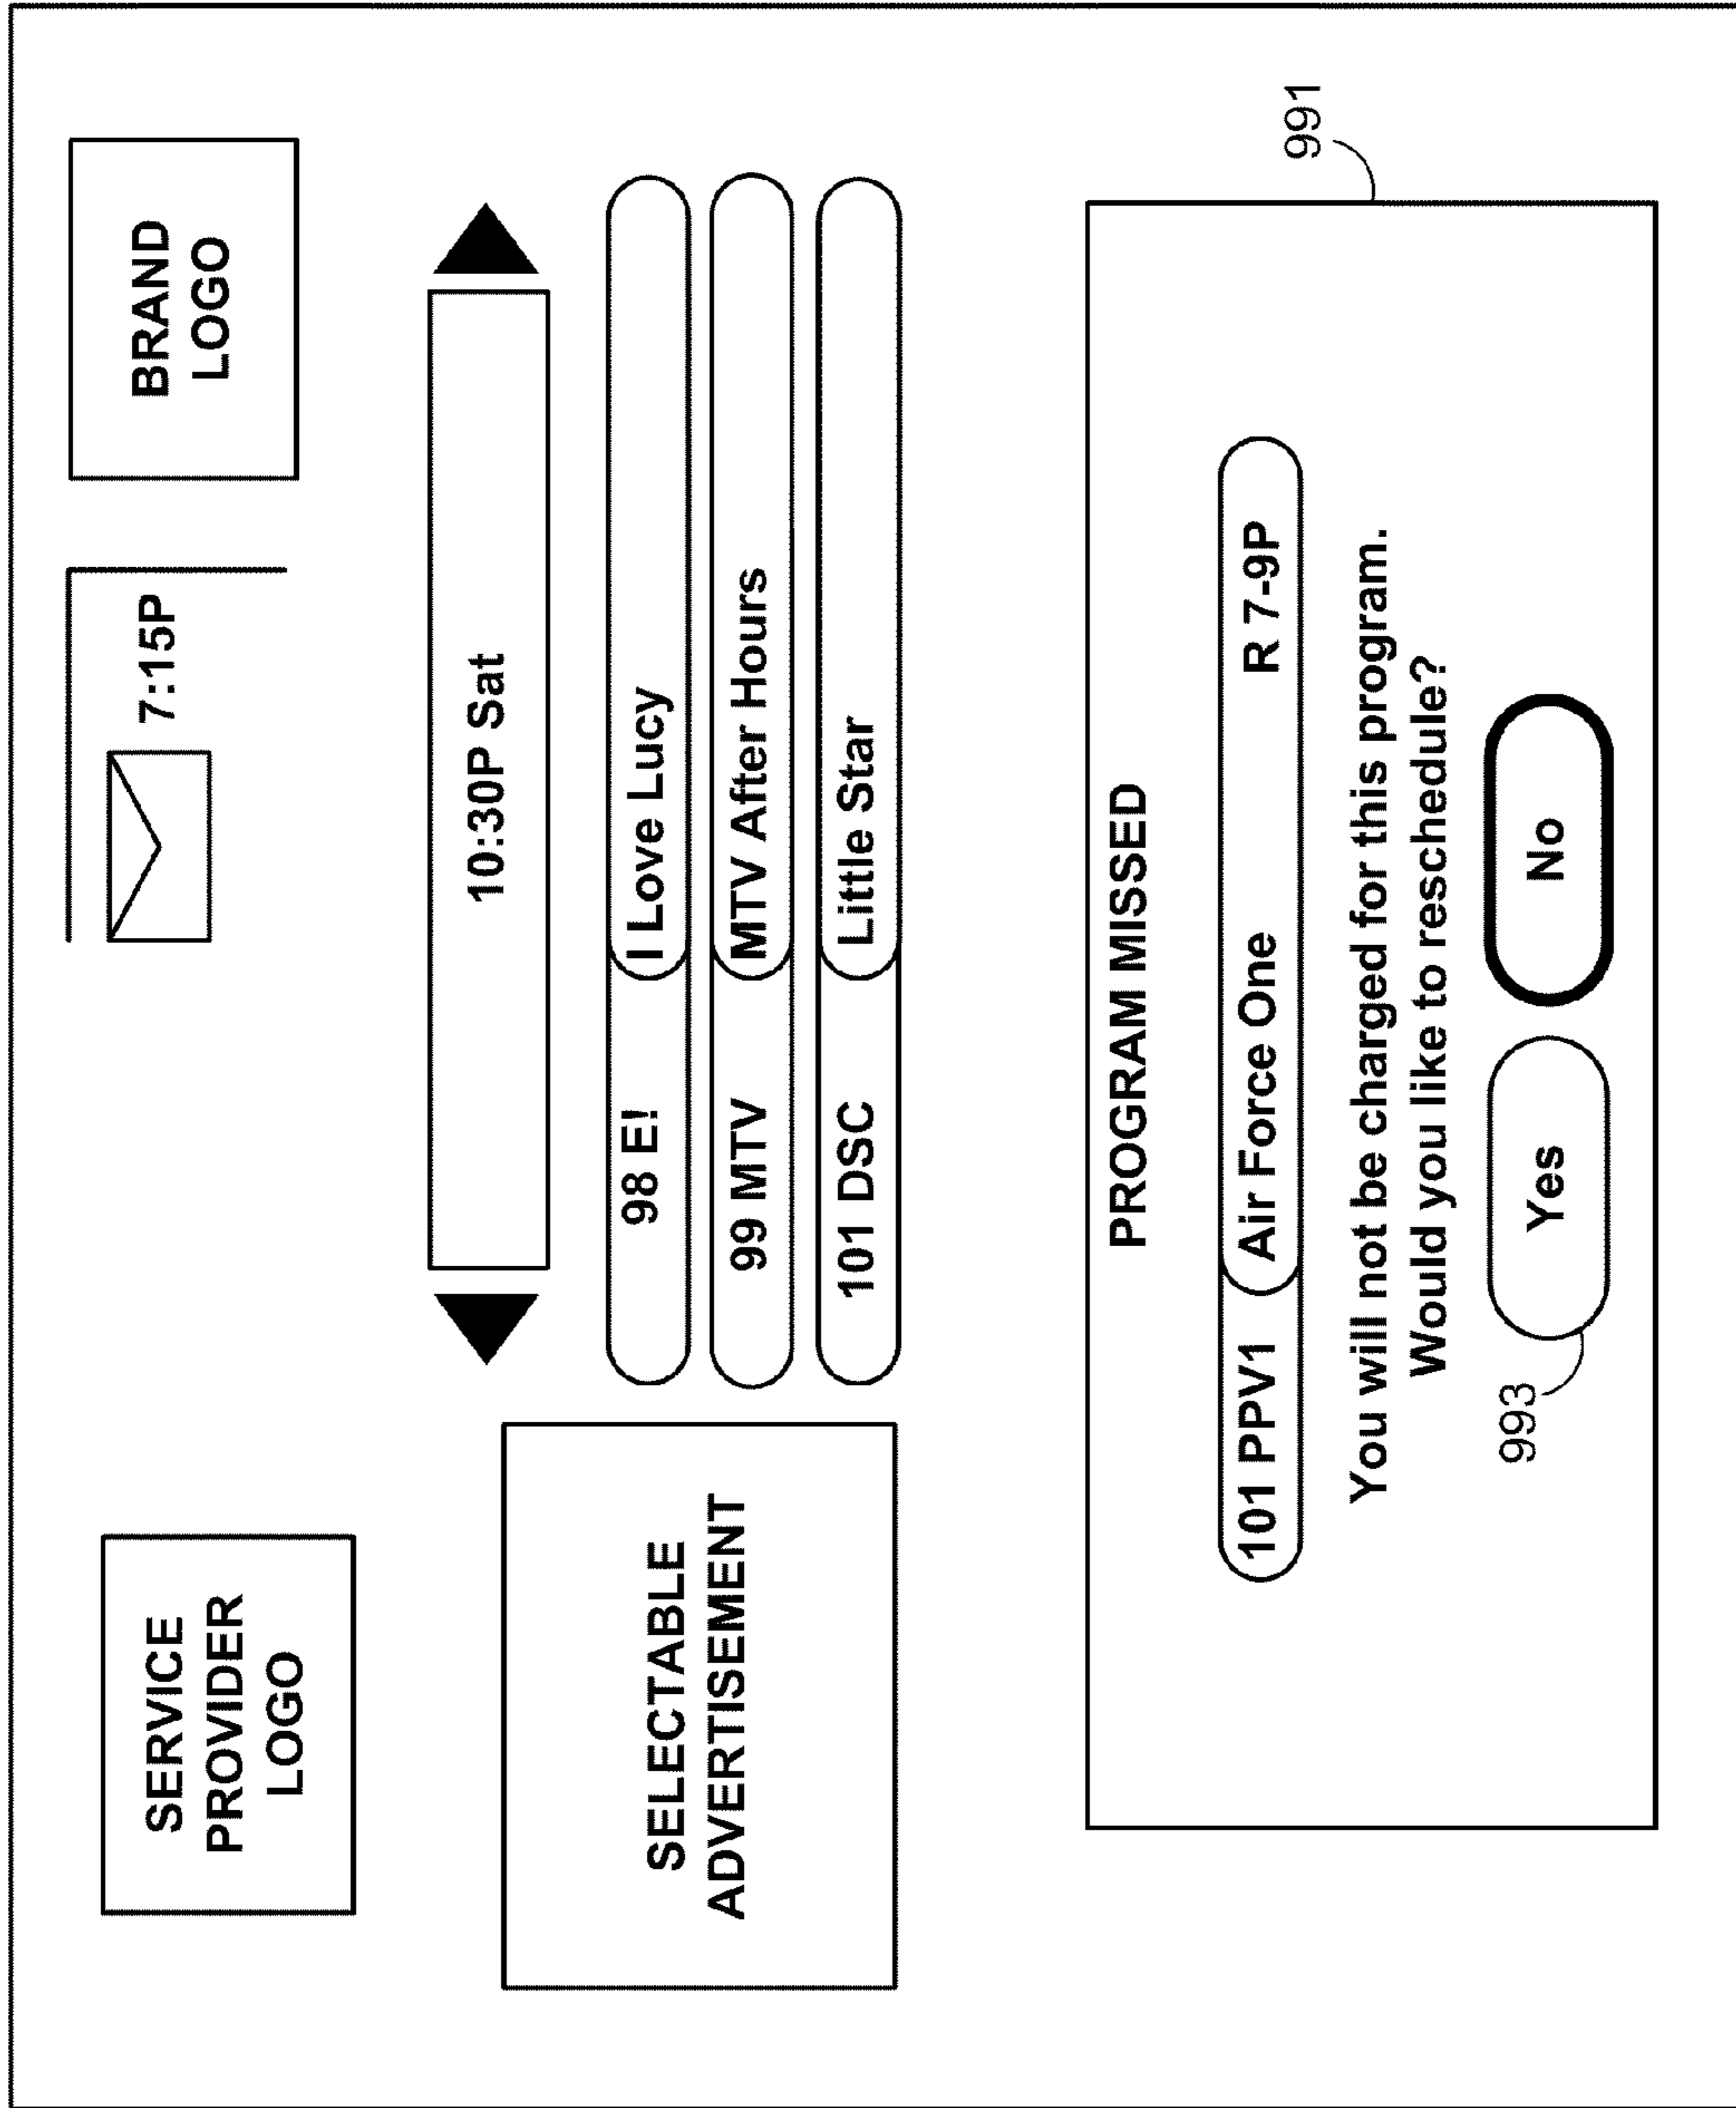 SERVICE
PROVIDER
LOGO
7:15P
BRAND
LOGO
SELECTABLE
ADVERTISEMENT
10:30P Sat
98 E! I Love Lucy
99 MTV MTV After Hours
101 DSC Little Star
PROGRAM MISSED
101 PPV1 Air Force One R 7-9P
You will not be charged for this program.
Would you like to reschedule?
Yes No
993
991